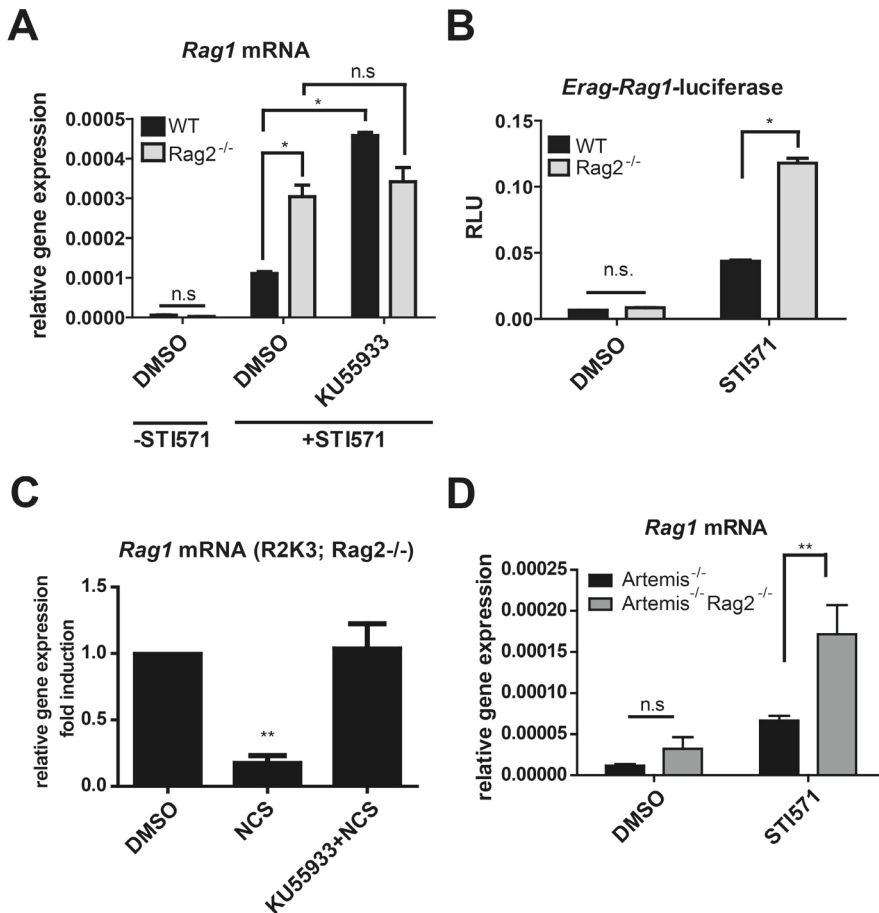 A
Rag1 mRNA
relative gene expression
0.0005
0.0004
0.0003
0.0002
0.0001
0.0000
WT
Rag2-/-
n.s
*
*
n.s
DMSO
DMSO
KU55933
-STI571
+STI571
B
Erag-Rag1-luciferase
RLU
0.15
0.10
0.05
0.00
WT
Rag2-/-
*
n.s.
DMSO
STI571
C
Rag1 mRNA (R2K3; Rag2-/-)
relative gene expression
fold induction
1.5
1.0
0.5
0.0
**
DMSO
NCS
KU55933+NCS
D
Rag1 mRNA
relative gene expression
0.00025
0.00020
0.00015
0.00010
0.00005
0.00000
Artemis-/-
Artemis-/- Rag2-/-
**
n.s
DMSO
STI571